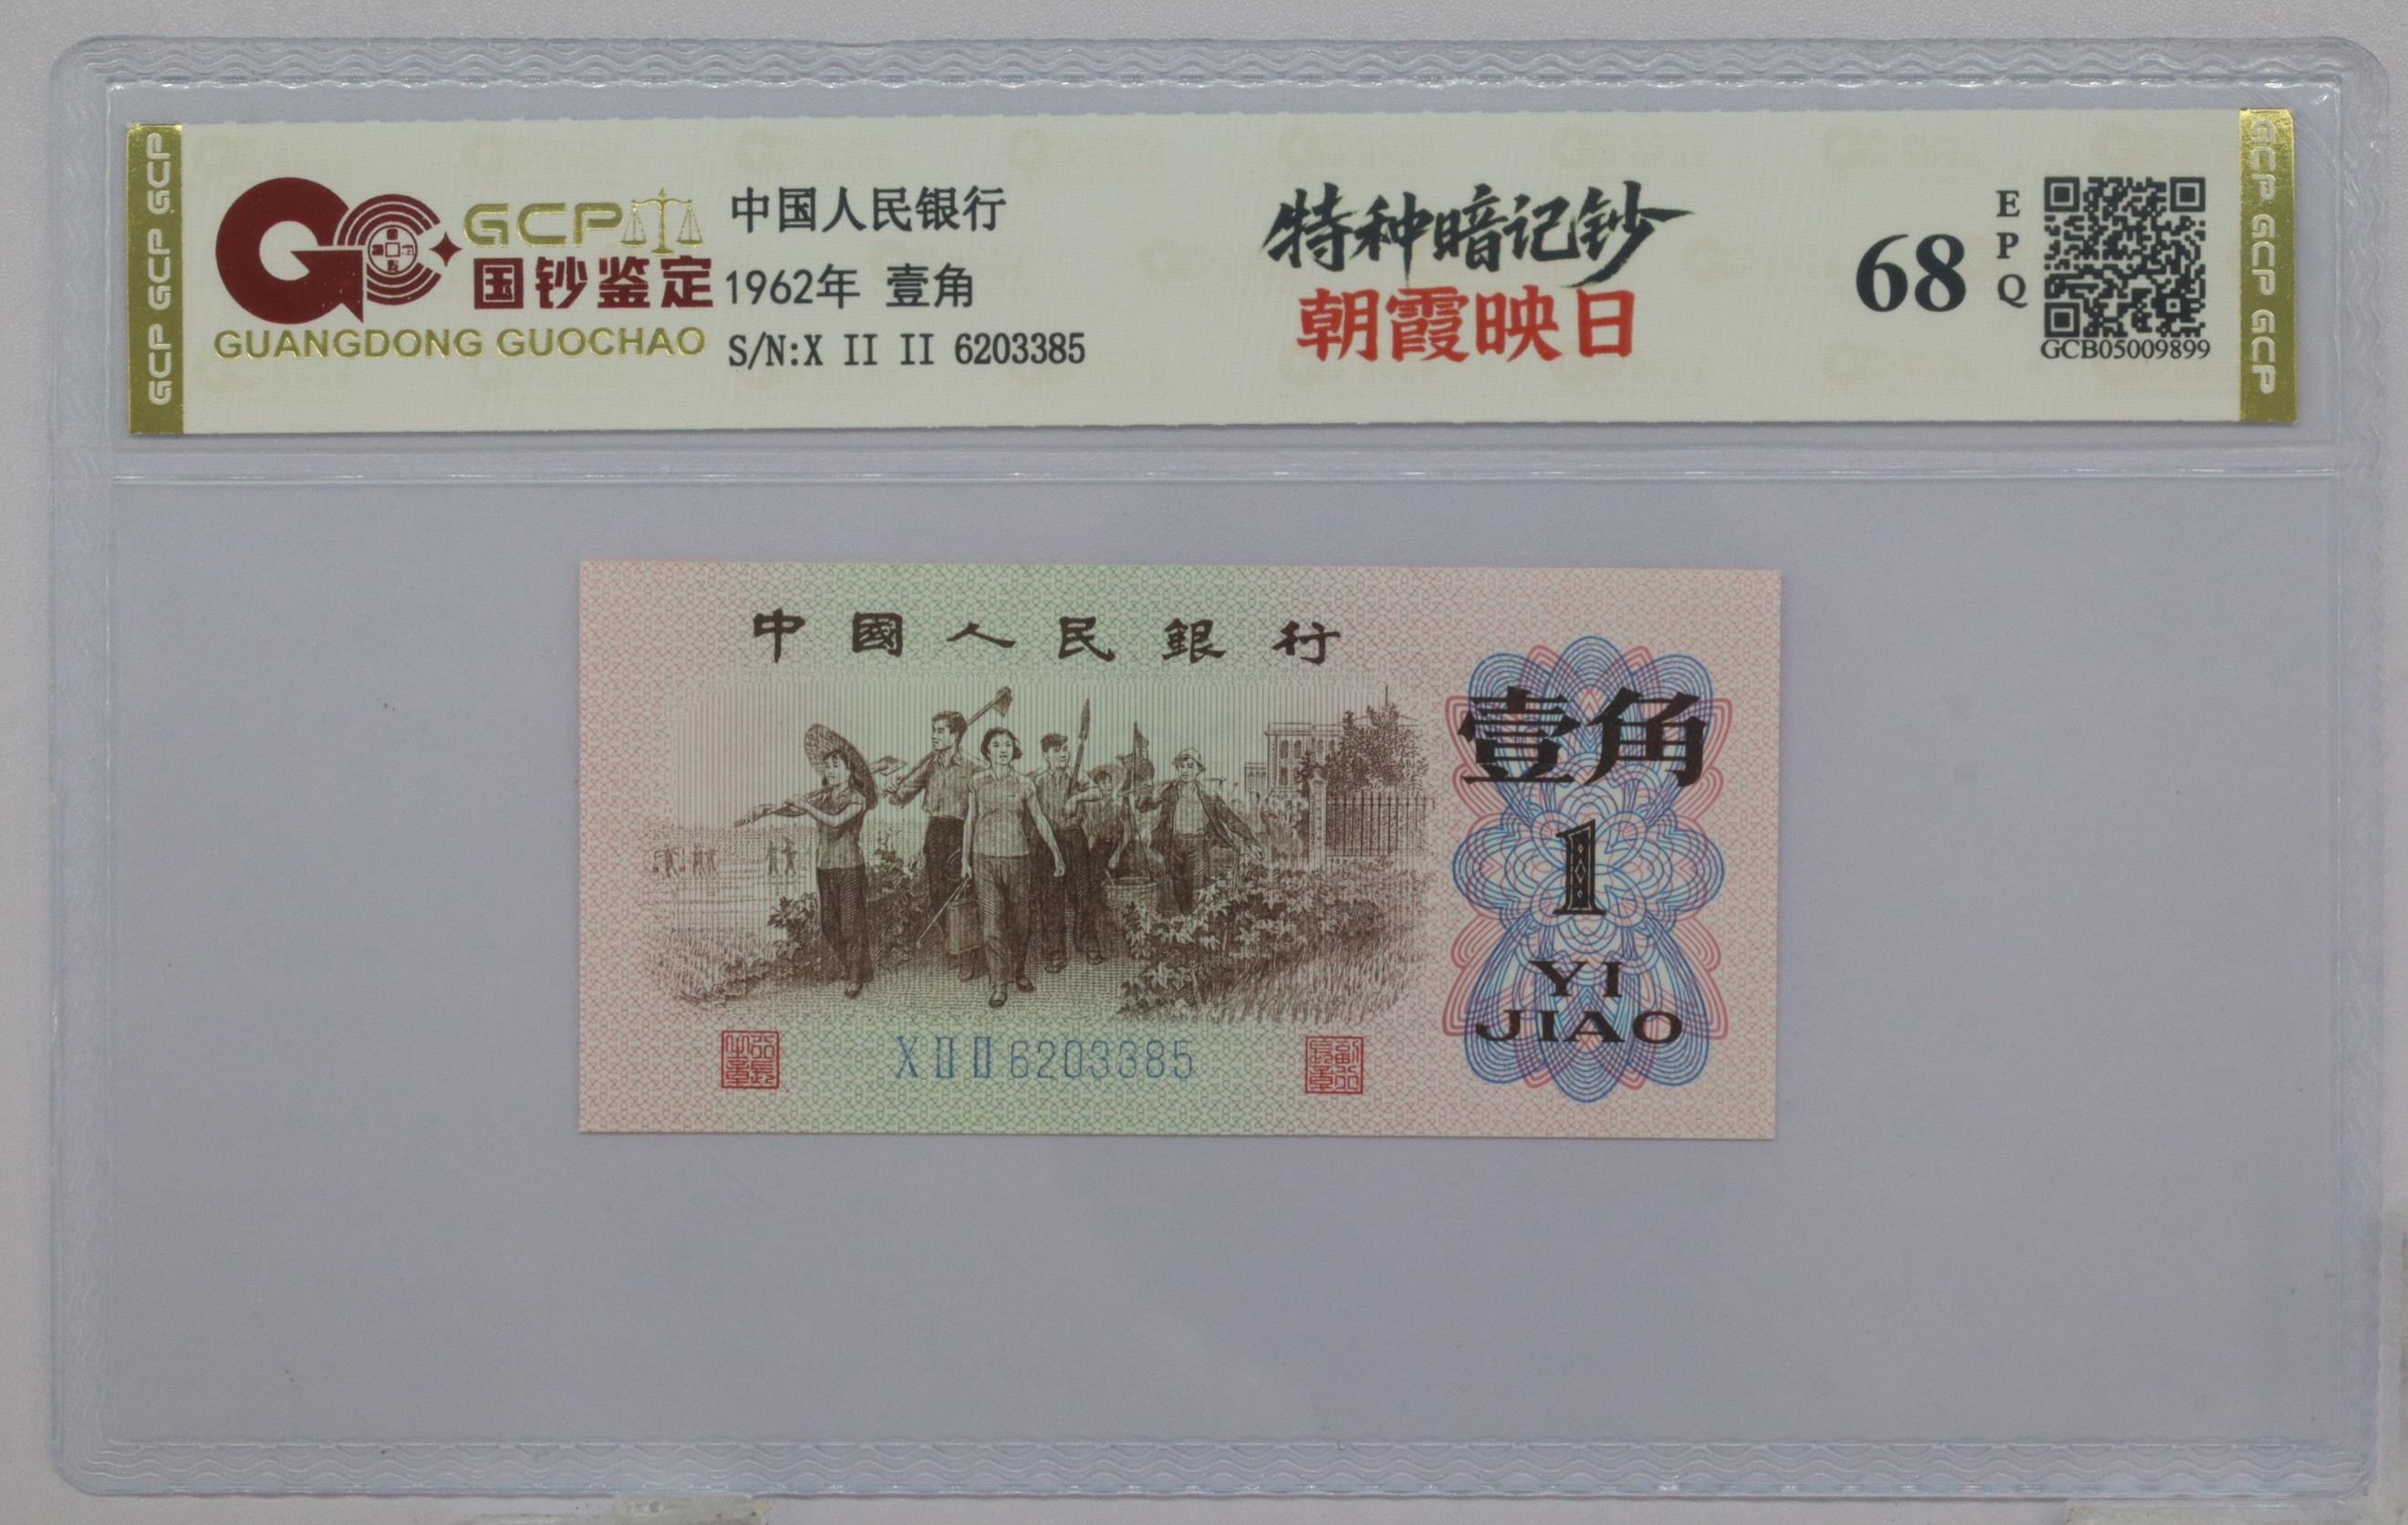 GCP GCP GCP
GCP
国钞鉴定
GUANGDONG GUOCHAO
中国人民银行
1962年 壹角
S/N:X II II 6203385
特种暗记钞
朝霞映日
68
EPQ
GCB05009899
GCP GCP GCP
中國人民銀行
壹角
1
YI
JIAO
X II II 6203385